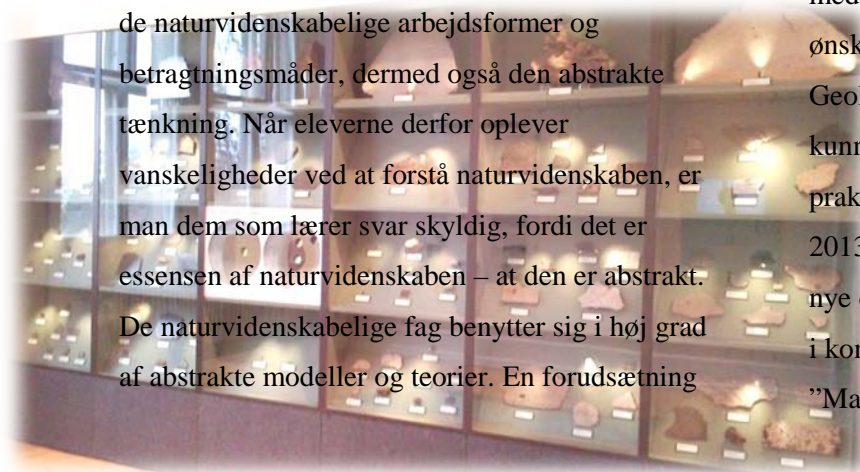 de naturvidenskabelige arbejdsformer og
betragtningsmåder, dermed også den abstrakte
tænkning. Når eleverne derfor oplever
vanskeligheder ved at forstå naturvidenskaben, er
man dem som lærer svar skyldig, fordi det er
essensen af naturvidenskaben – at den er abstrakt.
De naturvidenskabelige fag benytter sig i høj grad
af abstrakte modeller og teorier. En forudsætning
ønsk
Geol
kunn
prak
2013
nye
i kor
”Ma